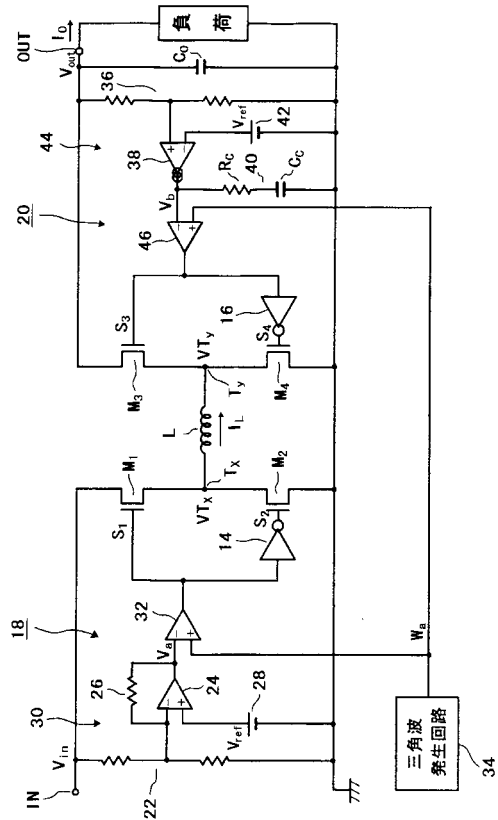 IN
OUT
18
20
30
44
Vin
Vout
Io
22
26
24
28
Vref
Va
32
14
S1
S2
M1
M2
VTx
Tx
L
iL
VTy
Ty
S3
S4
M3
M4
16
46
Vb
38
Rc
40
Cc
Vref
42
36
Co
負荷
Wa
三角波
発生回路
34